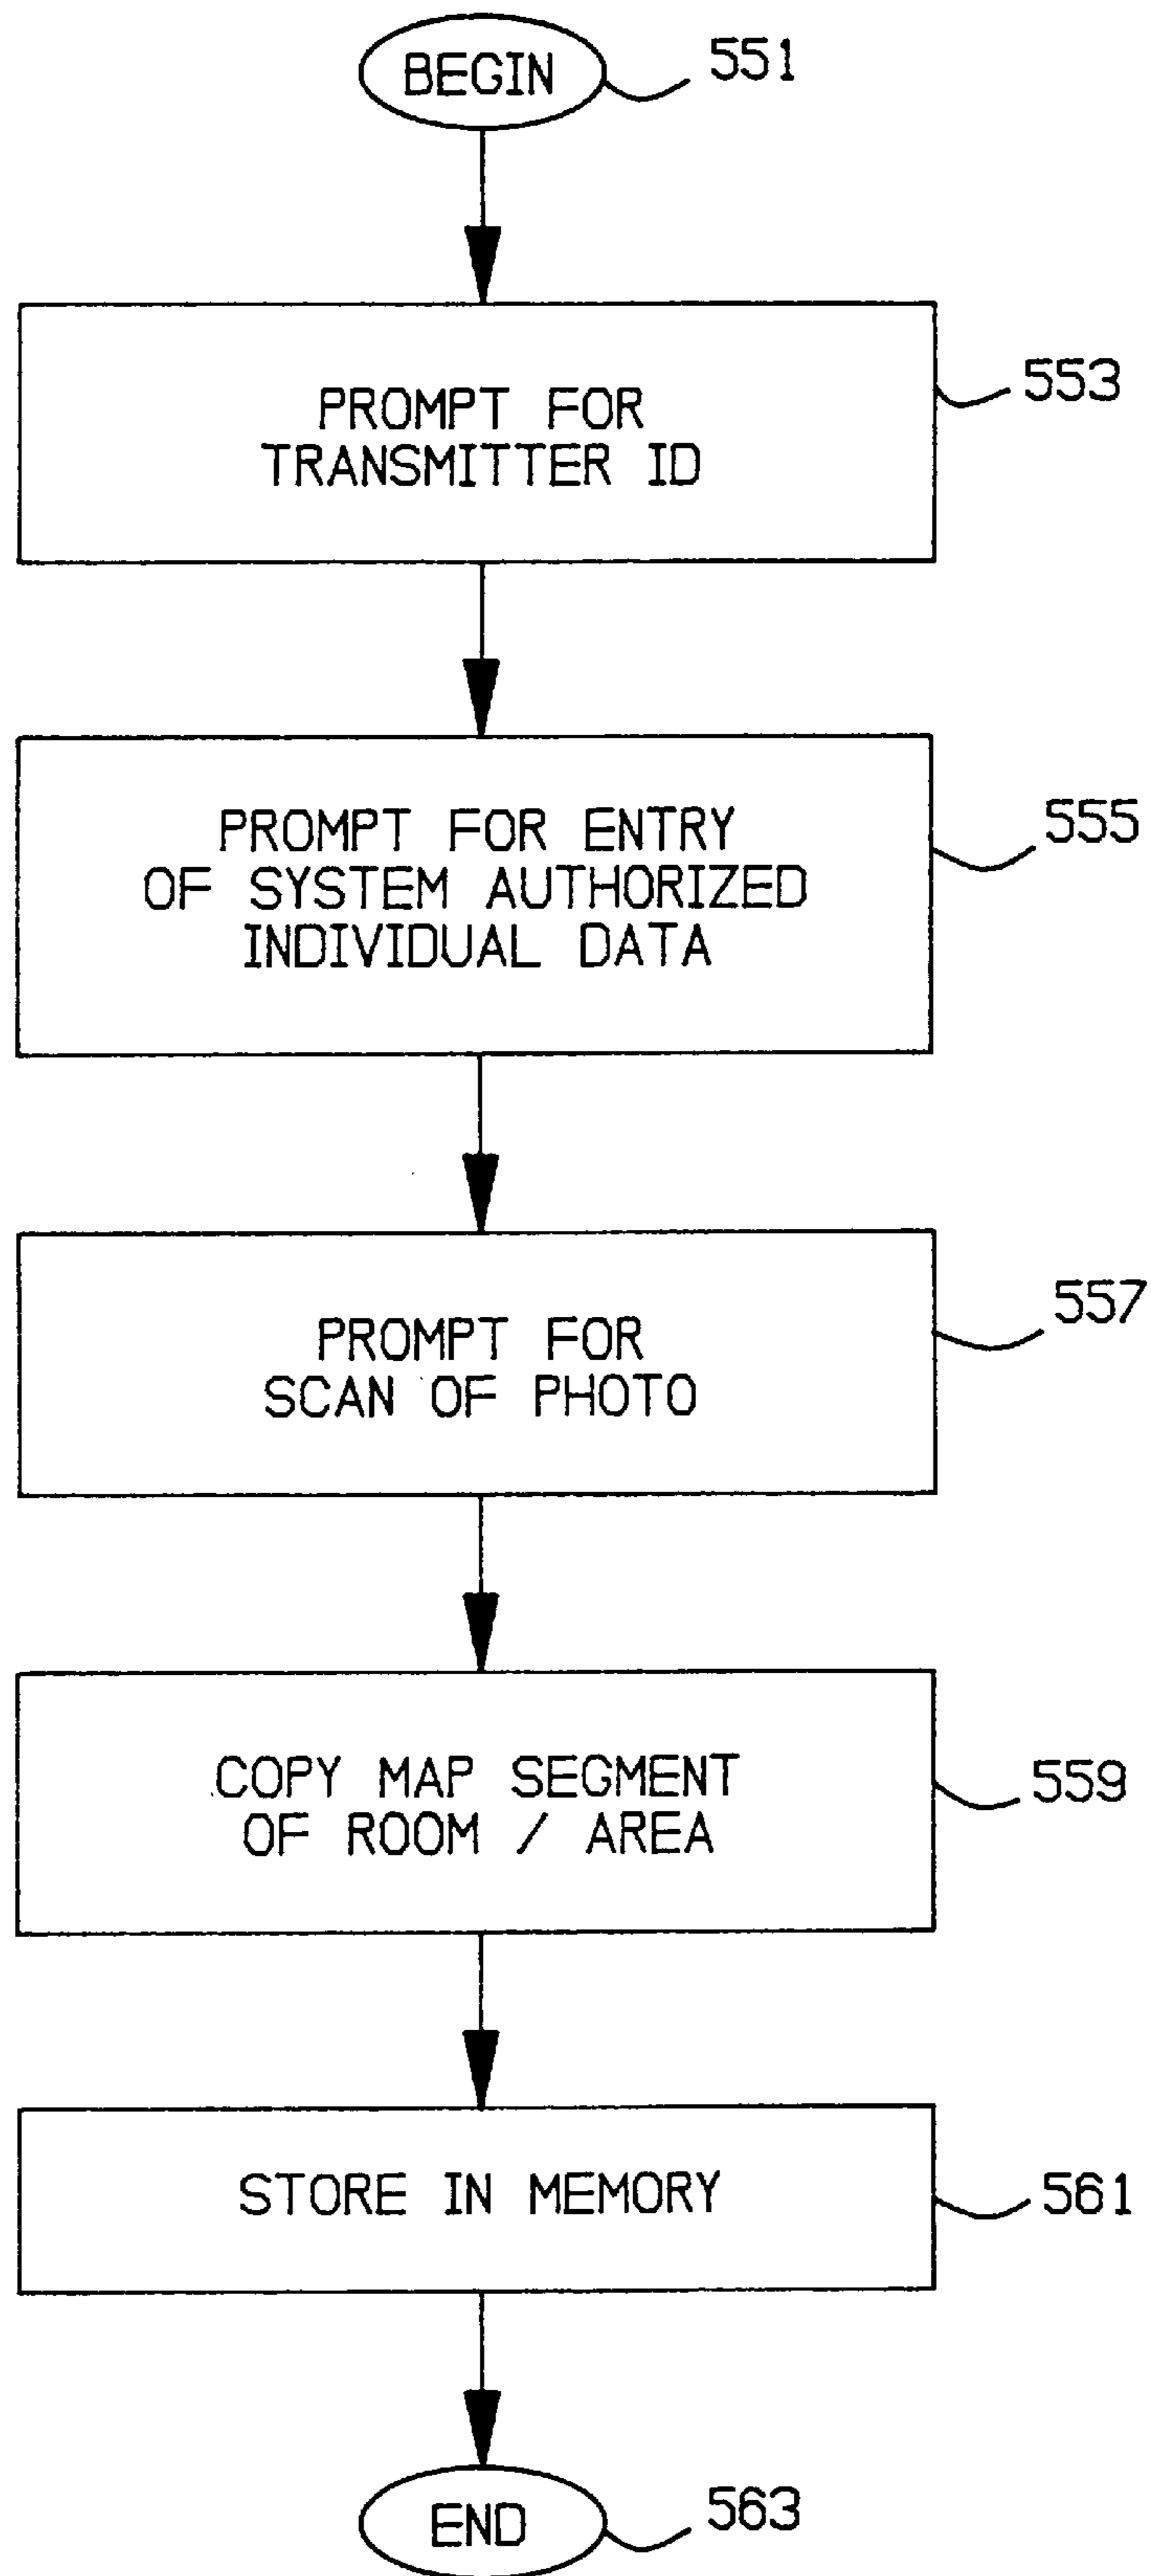 BEGIN
551
PROMPT FOR
TRANSMITTER ID
553
PROMPT FOR ENTRY
OF SYSTEM AUTHORIZED
INDIVIDUAL DATA
555
PROMPT FOR
SCAN OF PHOTO
557
COPY MAP SEGMENT
OF ROOM / AREA
559
STORE IN MEMORY
561
END
563